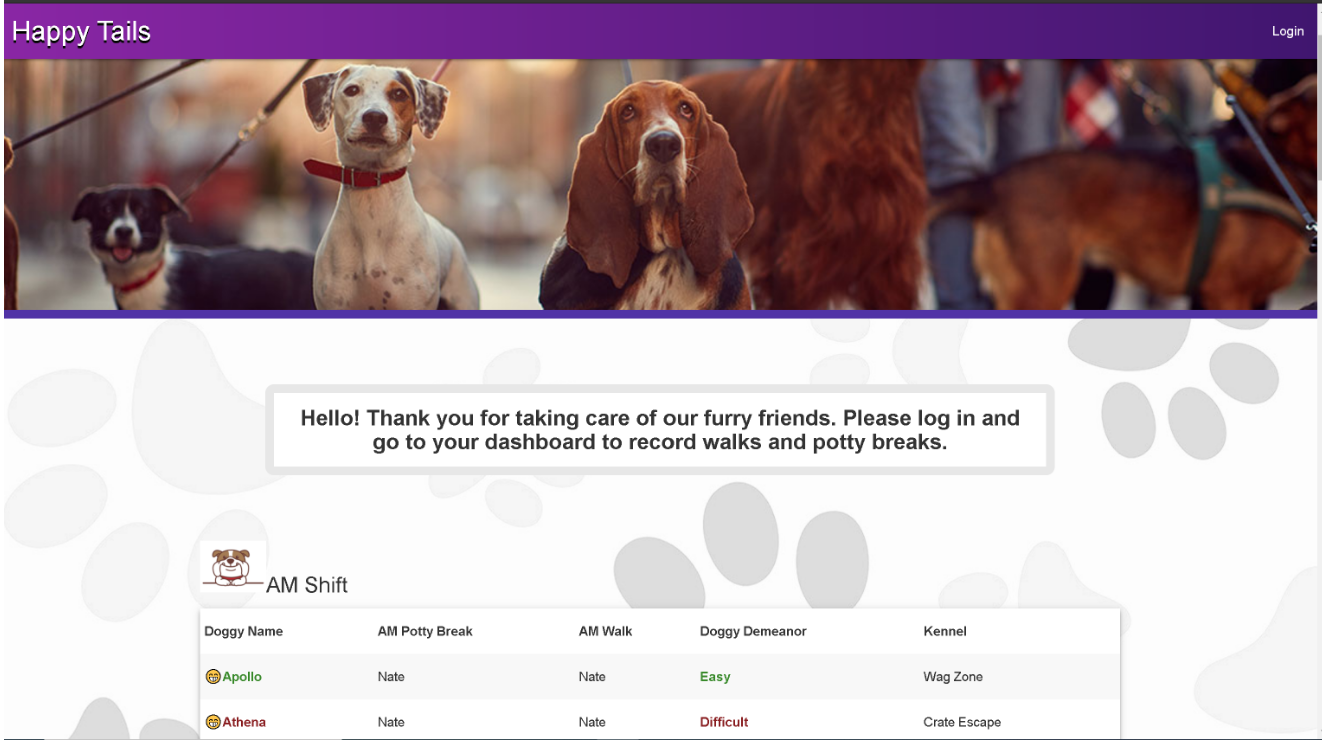 Happy Tails
Login
Hello! Thank you for taking care of our furry friends. Please log in and
go to your dashboard to record walks and potty breaks.
AM Shift
Doggy Name AM Potty Break AM Walk Doggy Demeanor Kennel
Apollo Nate Nate Easy Wag Zone
Athena Nate Nate Difficult Crate Escape